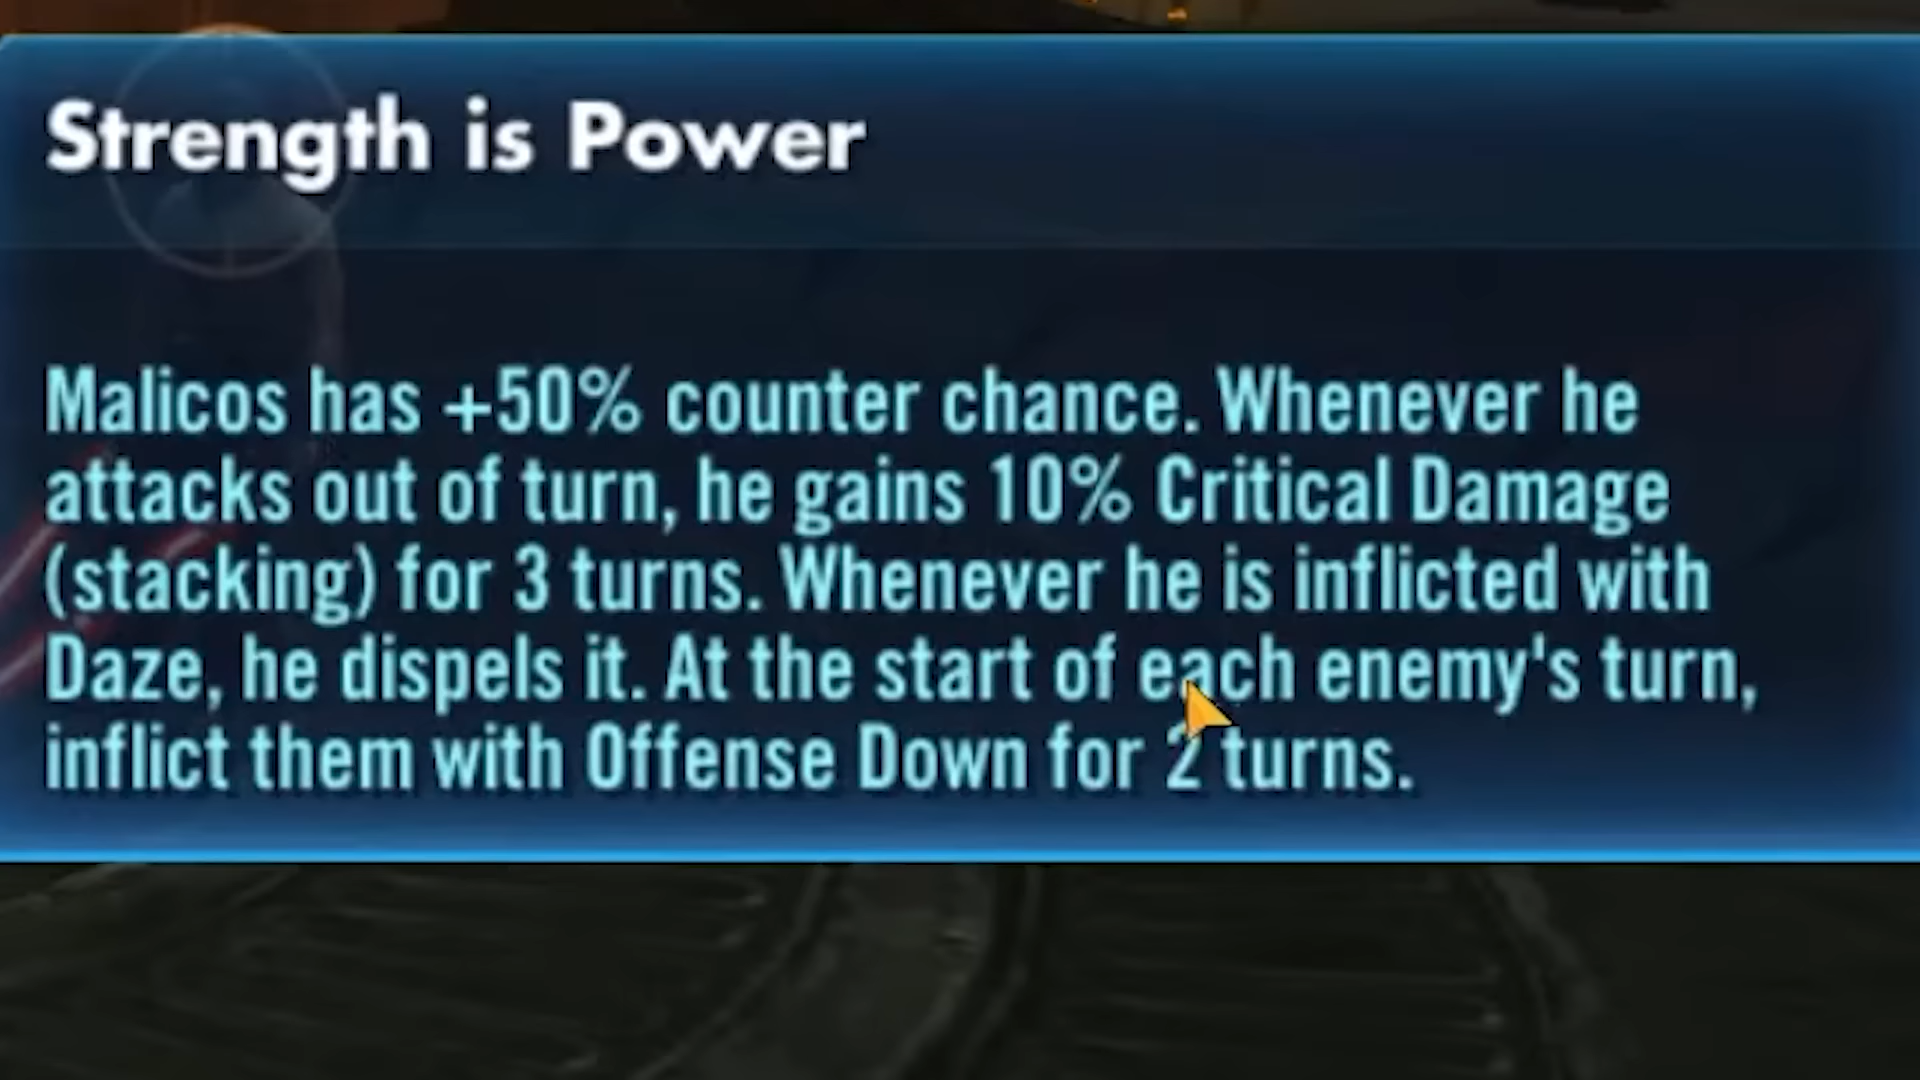 Strength is Power
Malicos has +50% counter chance. Whenever he
attacks out of turn, he gains 10% Critical Damage
(stacking) for 3 turns. Whenever he is inflicted with
Daze, he dispels it. At the start of each enemy's turn,
inflict them with Offense Down for 2 turns.